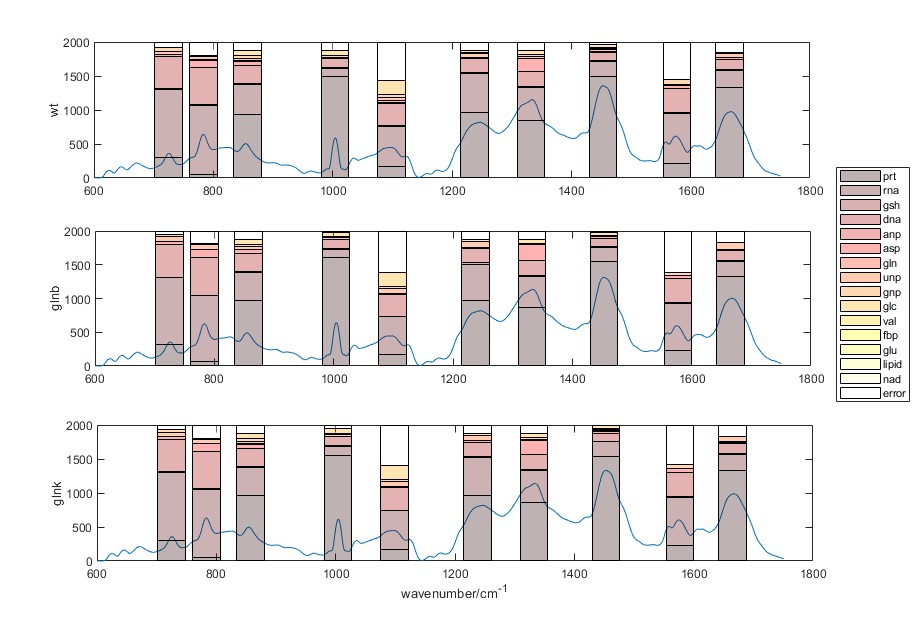 2000
1500
1000
500
0
wt
600 800 1000 1200 1400 1600 1800
2000
1500
1000
500
0
glnb
600 800 1000 1200 1400 1600 1800
2000
1500
1000
500
0
glnk
600 800 1000 1200 1400 1600 1800
wavenumber/cm⁻¹
prt
rna
gsh
dna
anp
asp
gln
unp
gnp
glc
val
fbp
glu
lipid
nad
error